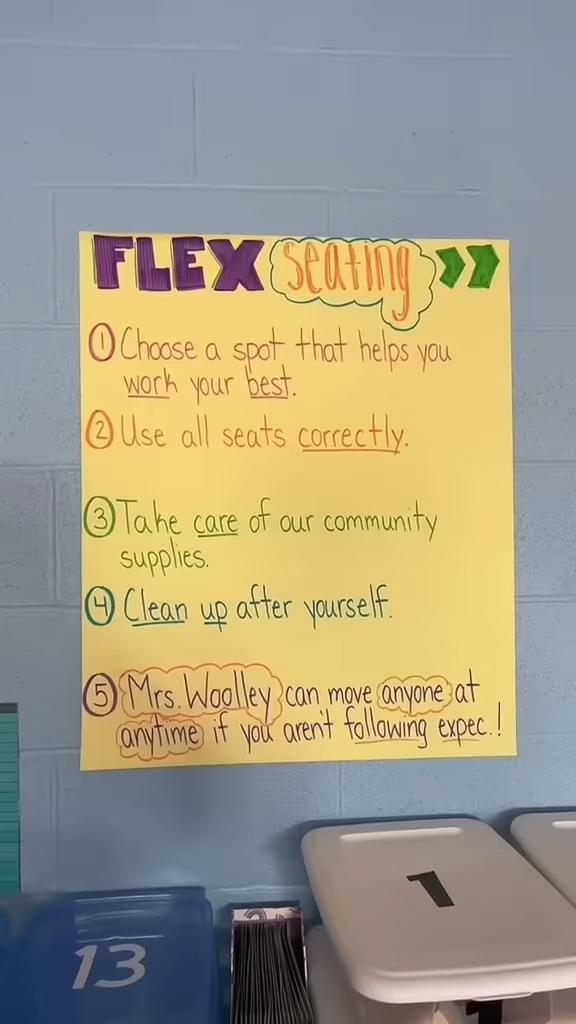 FLEX seating
1 Choose a spot that helps you
work your best.
2 Use all seats correctly.
3 Take care of our community
supplies.
4 Clean up after yourself.
5 Mrs. Woolley can move anyone at
anytime if you aren't following expec.!
1
13
2